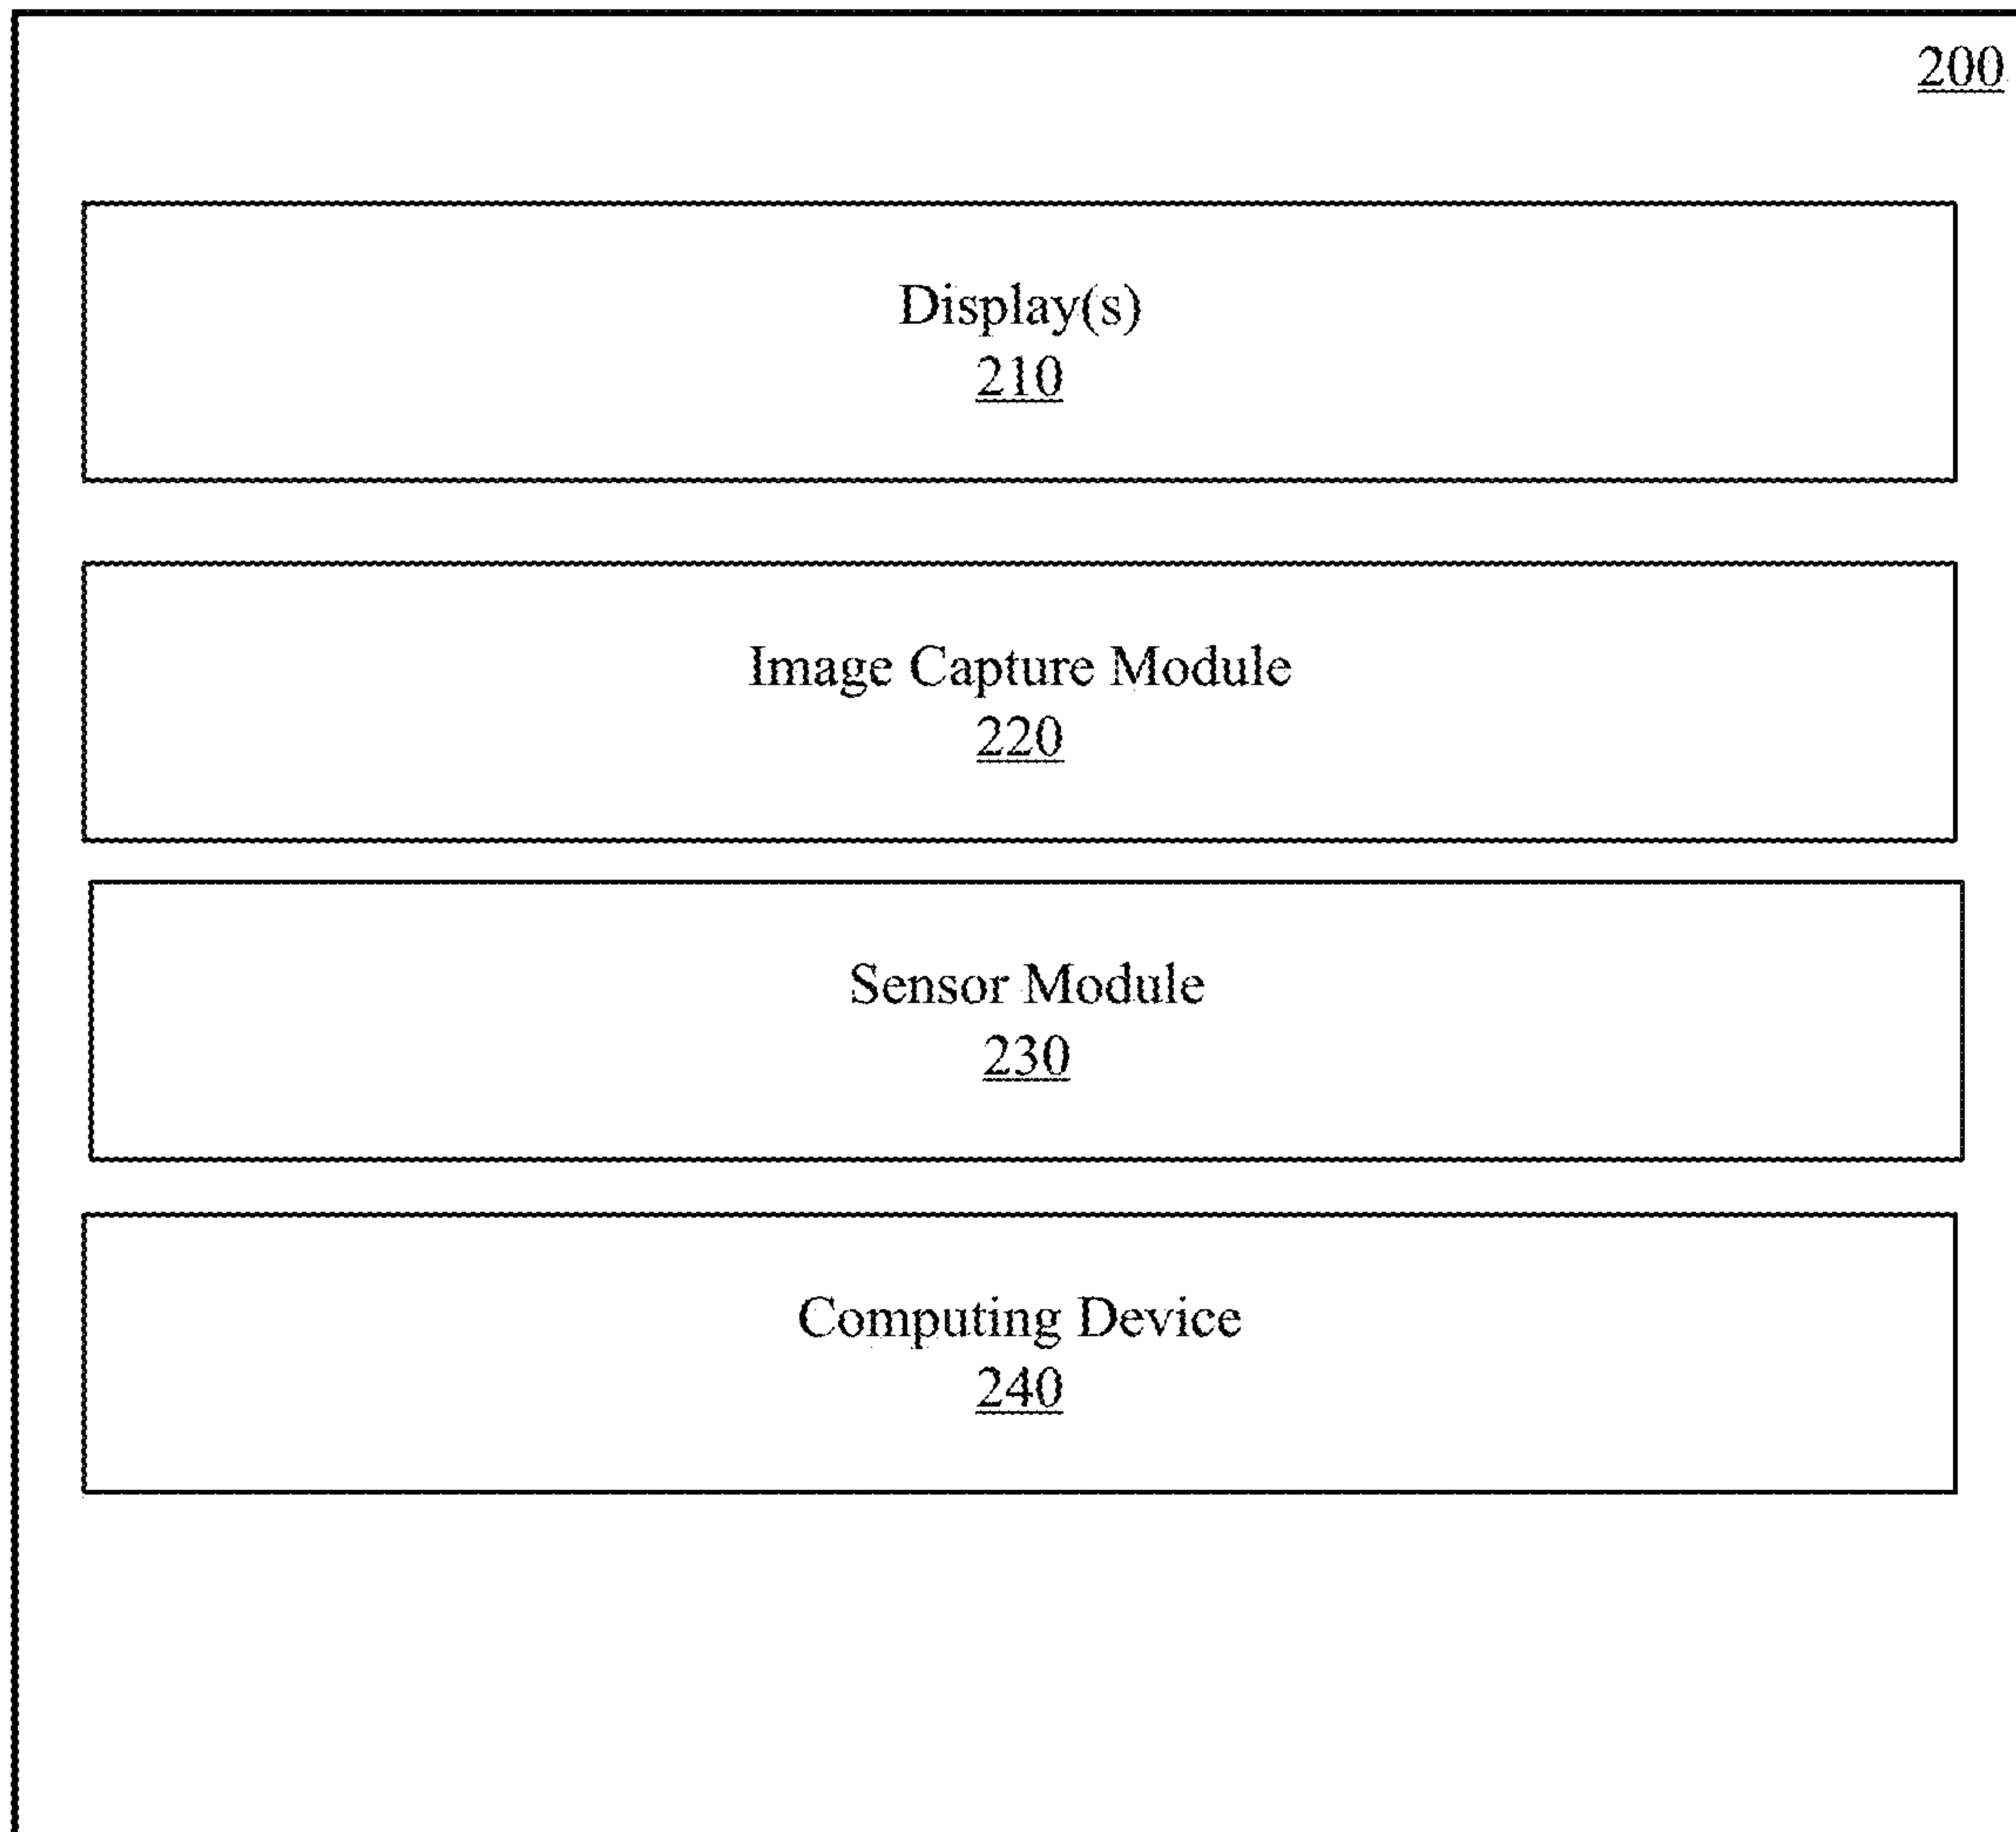 200
Display(s)
210
Image Capture Module
220
Sensor Module
230
Computing Device
240